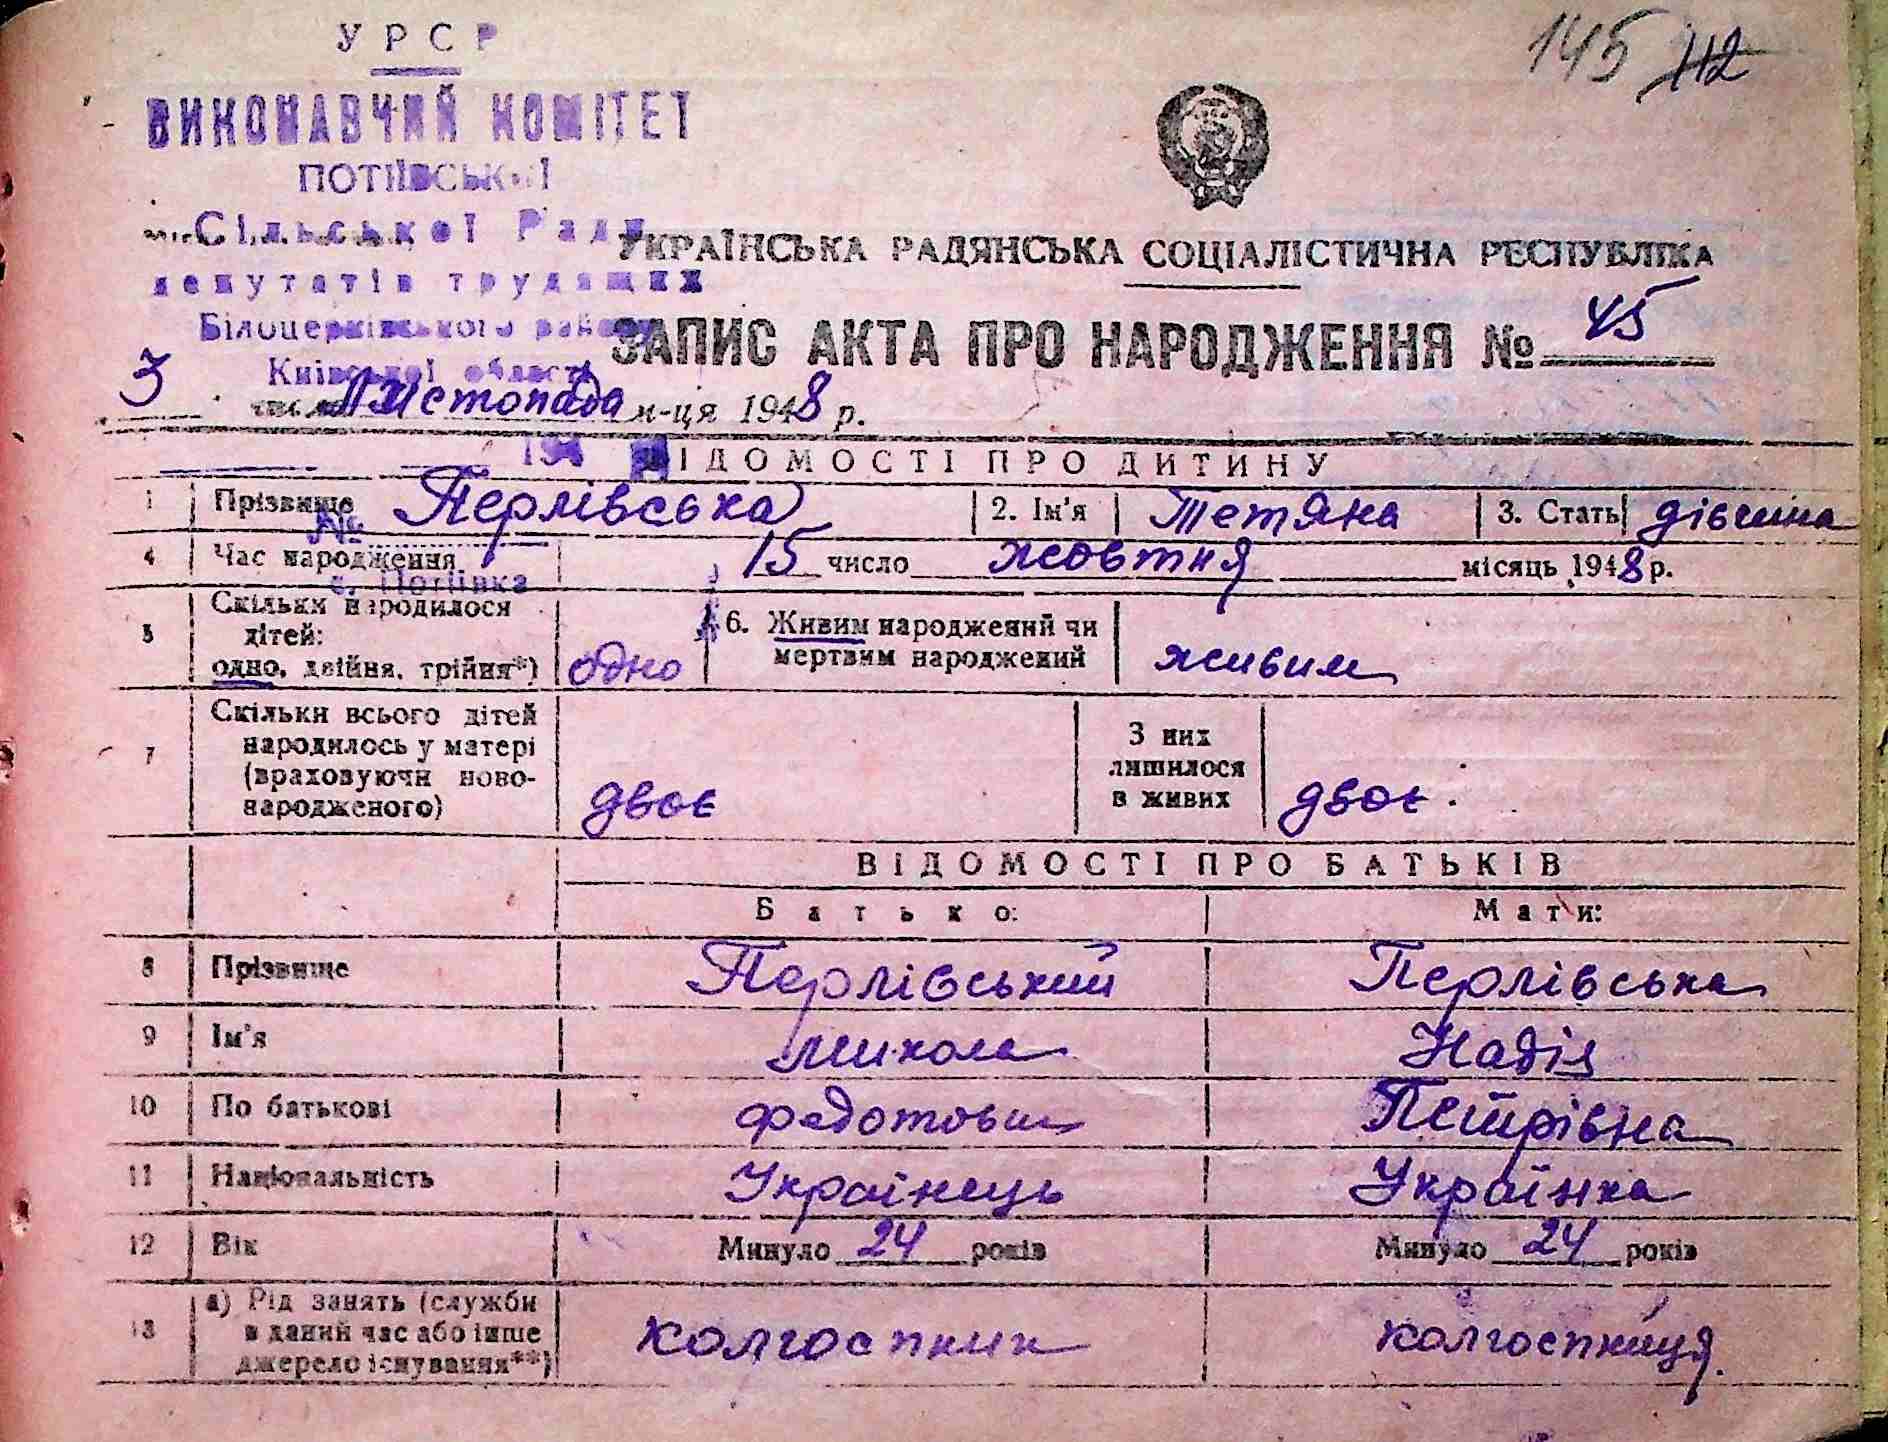 145 112
УРСР
ВИКОНАВЧИЙ КОМІТЕТ
ПОТІЇВСЬКОЇ
Сільської Ради
депутатів трудящих
Білоцерківського району
Київської області
194
№
с. Потіївка
УКРАЇНСЬКА РАДЯНСЬКА СОЦІАЛІСТИЧНА РЕСПУБЛІКА
ЗАПИС АКТА ПРО НАРОДЖЕННЯ № 45
3 числа Листопада м-ця 1948 р.
ВІДОМОСТІ ПРО ДИТИНУ
1 Прізвище Перлівська 2. Ім'я Тетяна 3. Стать дівчина
4 Час народження 15 число жовтня місяць 1948 р.
5 Скільки народилося
дітей:
одно, двійня, трійня*) одно
6. Живим народжений чи
мертвим народжений живим
7 Скільки всього дітей
народилось у матері
(враховуючи ново-
народженого) двоє
З них
лишилося
в живих двоє.
ВІДОМОСТІ ПРО БАТЬКІВ
Батько: Мати:
8 Прізвище Перлівський Перлівська
9 Ім'я Микола Надія
10 По батькові Федотович Петрівна
11 Національність Українець Українка
12 Вік Минуло 24 років Минуло 24 років
13 а) Рід занять (служби
в даний час або інше
джерело існування**) колгоспник колгоспниця.